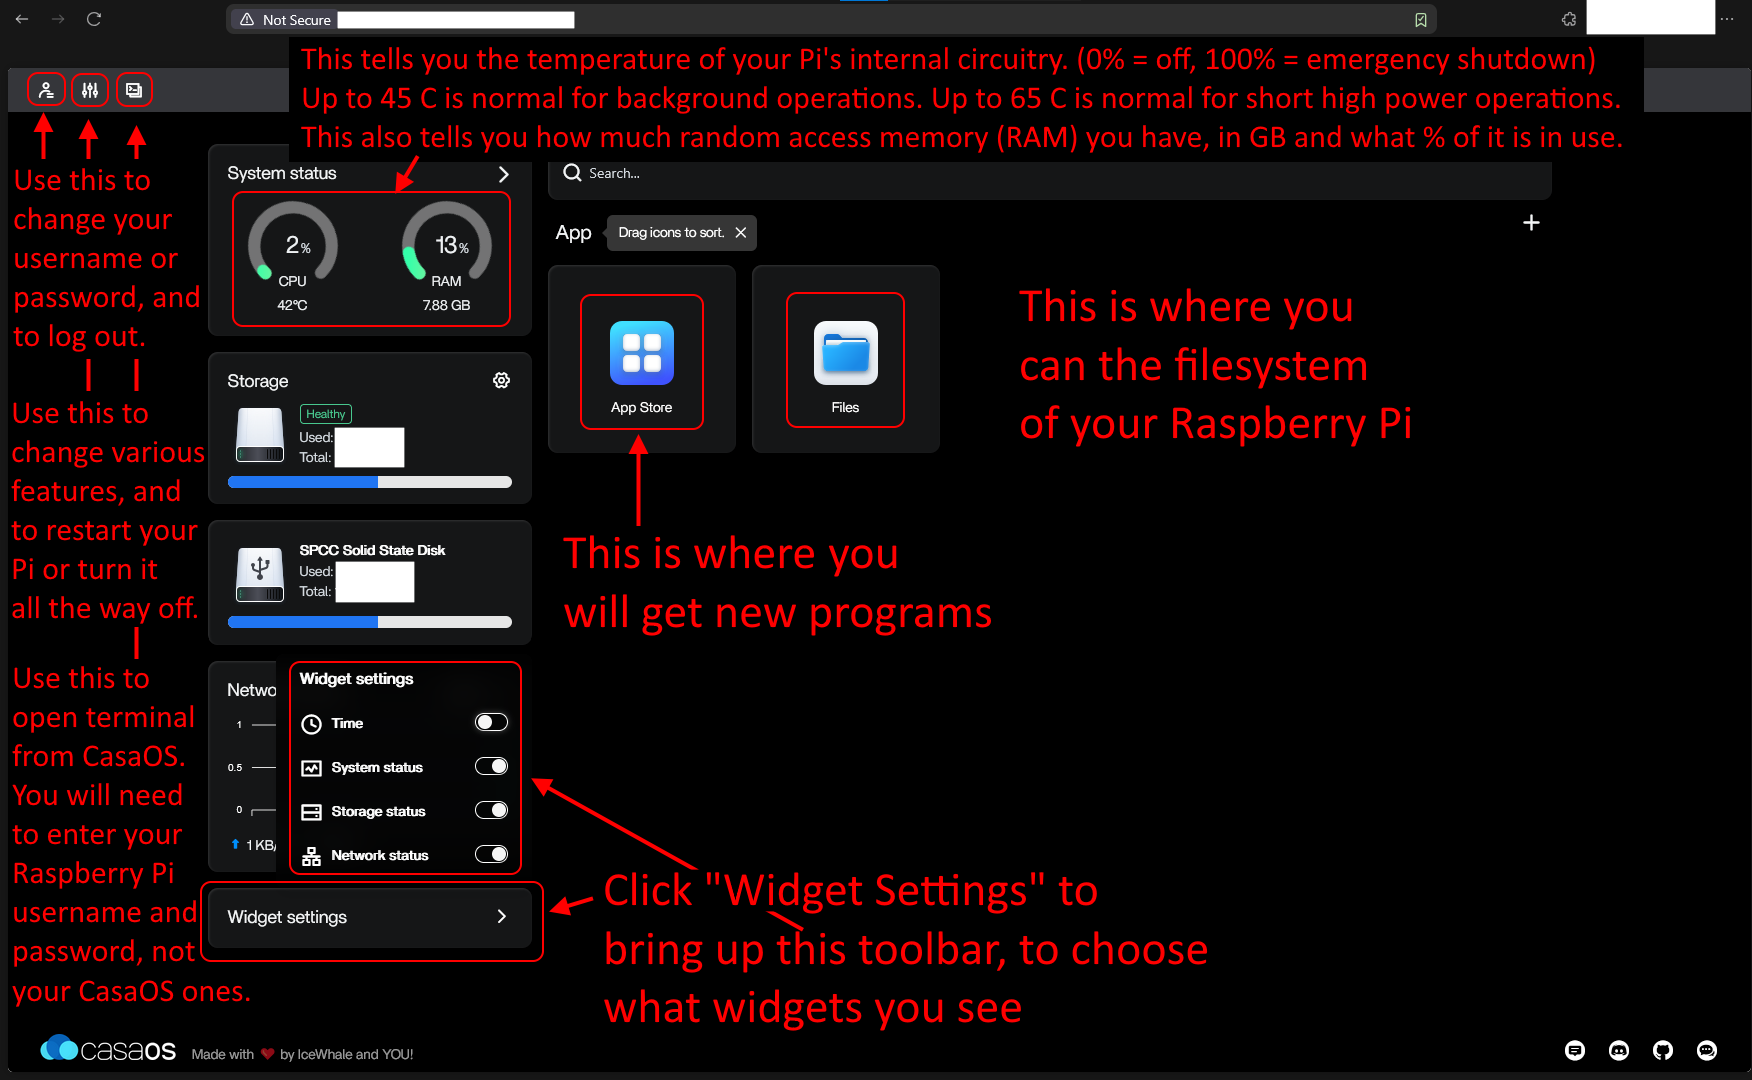 Not Secure
This tells you the temperature of your Pi's internal circuitry. (0% = off, 100% = emergency shutdown)
Up to 45 C is normal for background operations. Up to 65 C is normal for short high power operations.
This also tells you how much random access memory (RAM) you have, in GB and what % of it is in use.
Use this to
change your
username or
password, and
to log out.
Use this to
change various
features, and
to restart your
Pi or turn it
all the way off.
Use this to
open terminal
from CasaOS.
You will need
to enter your
Raspberry Pi
username and
password, not
your CasaOS ones.
System status
2%
CPU
42°C
13%
RAM
7.88 GB
Storage
Healthy
Used:
Total:
SPCC Solid State Disk
Used:
Total:
Netwo
1
0.5
0
1 KB/
Widget settings
Time
System status
Storage status
Network status
Widget settings
Search...
App
Drag icons to sort.
App Store
Files
This is where you
can the filesystem
of your Raspberry Pi
This is where you
will get new programs
Click "Widget Settings" to
bring up this toolbar, to choose
what widgets you see
casaOS
Made with ❤ by IceWhale and YOU!